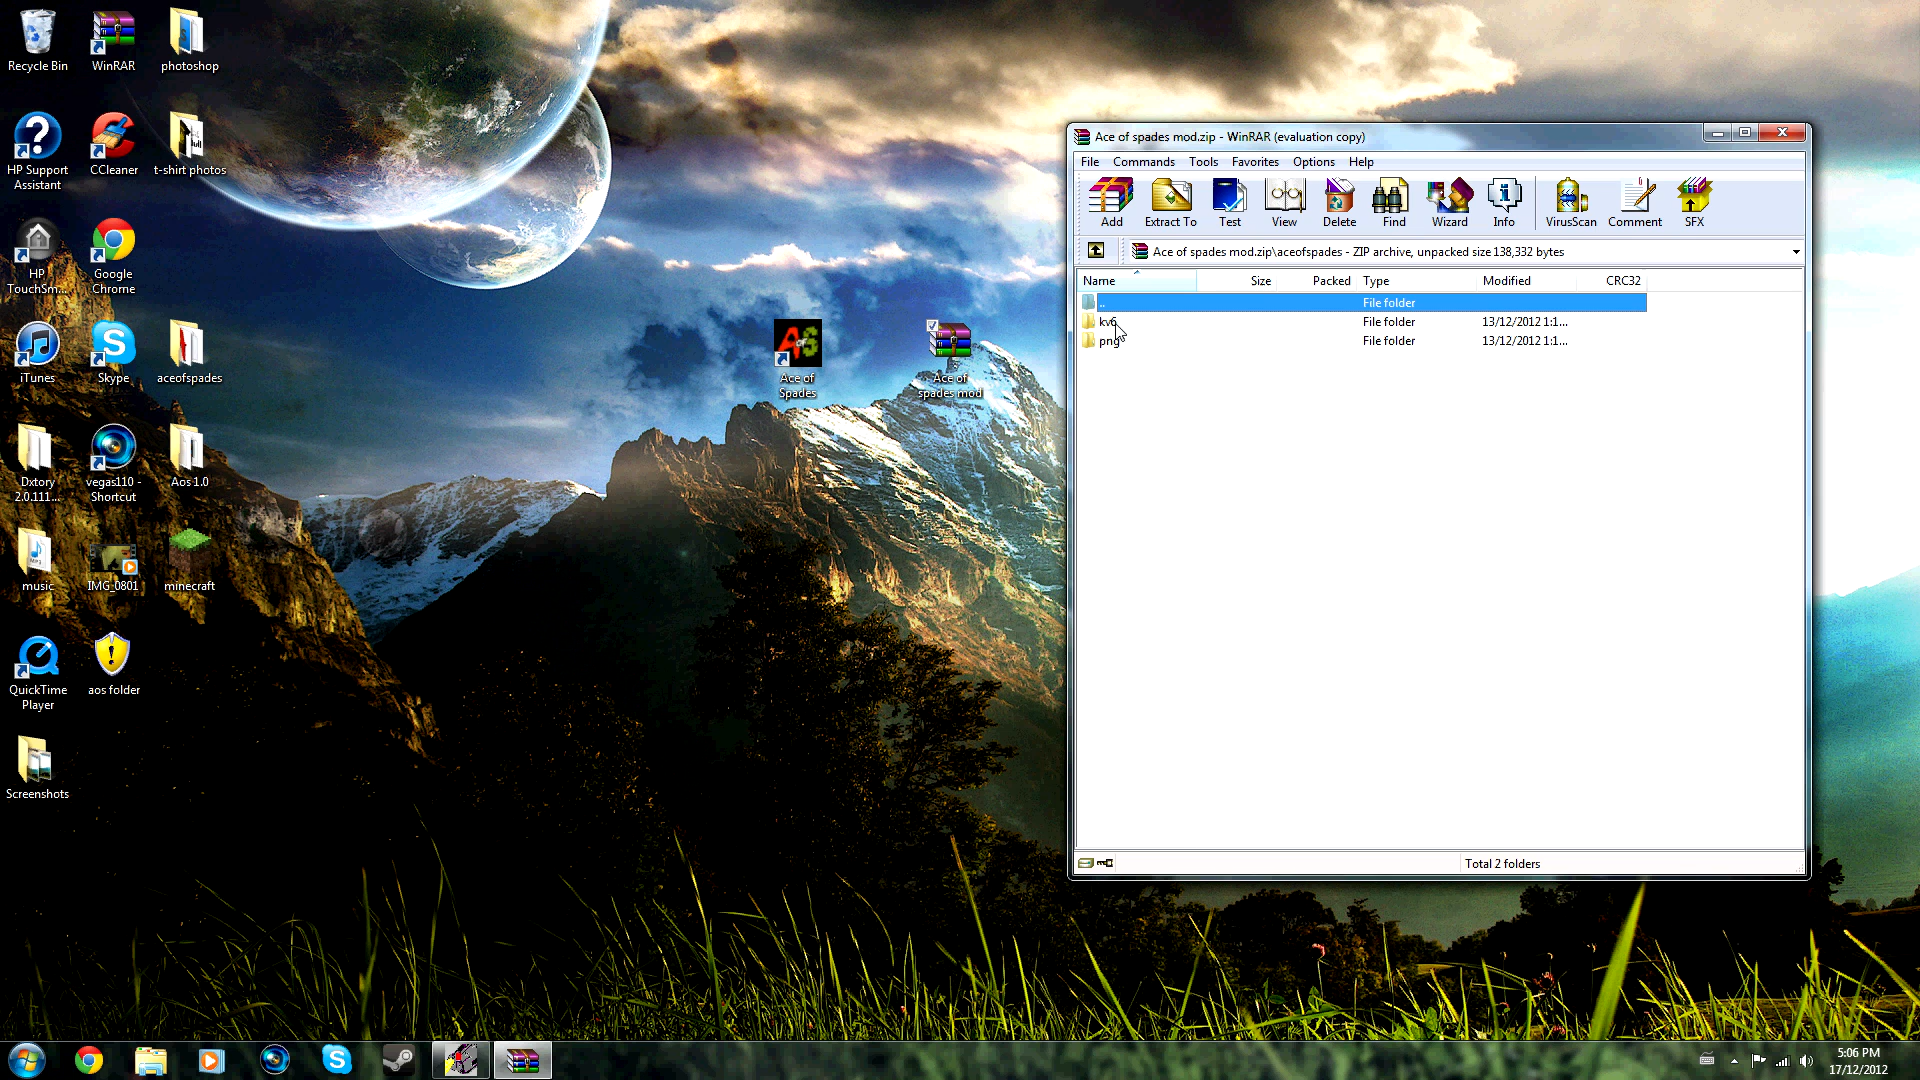 Recycle Bin
WinRAR
photoshop
HP Support
Assistant
CCleaner
t-shirt photos
HP
TouchSm...
Google
Chrome
iTunes
Skype
aceofspades
Dxtory
2.0.111...
vegas110 -
Shortcut
Aos 1.0
music
IMG_0801
minecraft
QuickTime
Player
aos folder
Screenshots
Ace of
Spades
Ace of
spades mod
Ace of spades mod.zip - WinRAR (evaluation copy)
File Commands Tools Favorites Options Help
Add Extract To Test View Delete Find Wizard Info VirusScan Comment SFX
Ace of spades mod.zip\aceofspades - ZIP archive, unpacked size 138,332 bytes
Name Size Packed Type Modified CRC32
.. File folder
kv6 File folder 13/12/2012 1:1...
png File folder 13/12/2012 1:1...
Total 2 folders
5:06 PM
17/12/2012